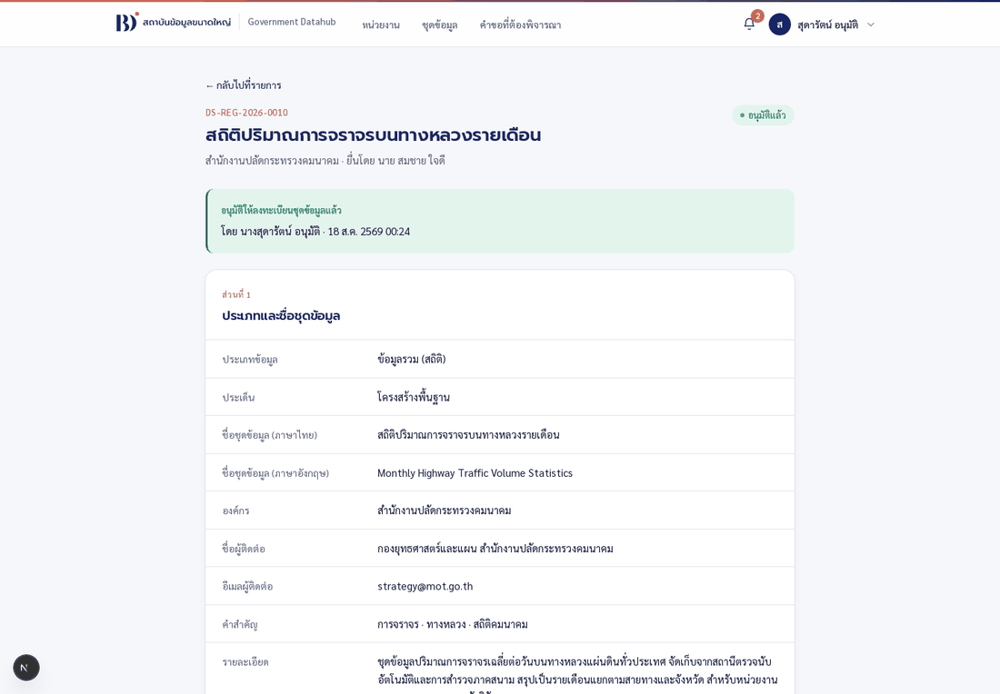 BD สถาบันข้อมูลขนาดใหญ่ Government Datahub หน่วยงาน ชุดข้อมูล คำขอที่ต้องพิจารณา 2 ส สุดารัตน์ อนุมัติ
← กลับไปที่รายการ
DS-REG-2026-0010
อนุมัติแล้ว
สถิติปริมาณการจราจรบนทางหลวงรายเดือน
สำนักงานปลัดกระทรวงคมนาคม · ยื่นโดย นาย สมชาย ใจดี
อนุมัติให้ลงทะเบียนชุดข้อมูลแล้ว
โดย นางสุดารัตน์ อนุมัติ · 18 ส.ค. 2569 00:24
ส่วนที่ 1
ประเภทและชื่อชุดข้อมูล
ประเภทข้อมูล ข้อมูลรวม (สถิติ)
ประเด็น โครงสร้างพื้นฐาน
ชื่อชุดข้อมูล (ภาษาไทย) สถิติปริมาณการจราจรบนทางหลวงรายเดือน
ชื่อชุดข้อมูล (ภาษาอังกฤษ) Monthly Highway Traffic Volume Statistics
องค์กร สำนักงานปลัดกระทรวงคมนาคม
ชื่อผู้ติดต่อ กองยุทธศาสตร์และแผน สำนักงานปลัดกระทรวงคมนาคม
อีเมลผู้ติดต่อ strategy@mot.go.th
คำสำคัญ การจราจร · ทางหลวง · สถิติคมนาคม
รายละเอียด ชุดข้อมูลปริมาณการจราจรเฉลี่ยต่อวันบนทางหลวงแผ่นดินทั่วประเทศ จัดเก็บจากสถานีตรวจนับ
อัตโนมัติและการสำรวจภาคสนาม สรุปเป็นรายเดือนแยกตามสายทางและจังหวัด สำหรับหน่วยงาน
N